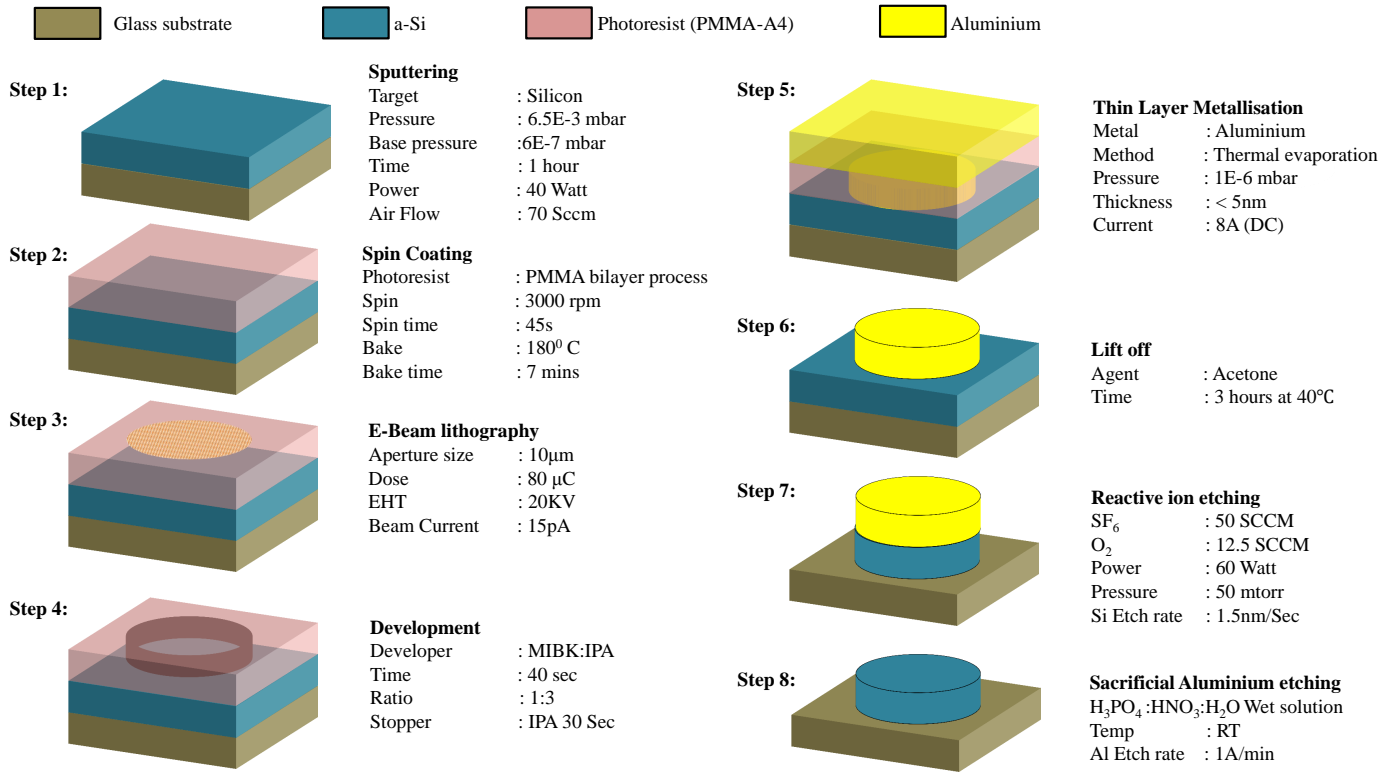 Glass substrate
a-Si
Photoresist (PMMA-A4)
Aluminium
Step 1:
Sputtering
Target : Silicon
Pressure : 6.5E-3 mbar
Base pressure :6E-7 mbar
Time : 1 hour
Power : 40 Watt
Air Flow : 70 Sccm
Step 2:
Spin Coating
Photoresist : PMMA bilayer process
Spin : 3000 rpm
Spin time : 45s
Bake : 180⁰ C
Bake time : 7 mins
Step 3:
E-Beam lithography
Aperture size : 10μm
Dose : 80 μC
EHT : 20KV
Beam Current : 15pA
Step 4:
Development
Developer : MIBK:IPA
Time : 40 sec
Ratio : 1:3
Stopper : IPA 30 Sec
Step 5:
Thin Layer Metallisation
Metal : Aluminium
Method : Thermal evaporation
Pressure : 1E-6 mbar
Thickness : < 5nm
Current : 8A (DC)
Step 6:
Lift off
Agent : Acetone
Time : 3 hours at 40℃
Step 7:
Reactive ion etching
SF₆ : 50 SCCM
O₂ : 12.5 SCCM
Power : 60 Watt
Pressure : 50 mtorr
Si Etch rate : 1.5nm/Sec
Step 8:
Sacrificial Aluminium etching
H₃PO₄ :HNO₃:H₂O Wet solution
Temp : RT
Al Etch rate : 1A/min